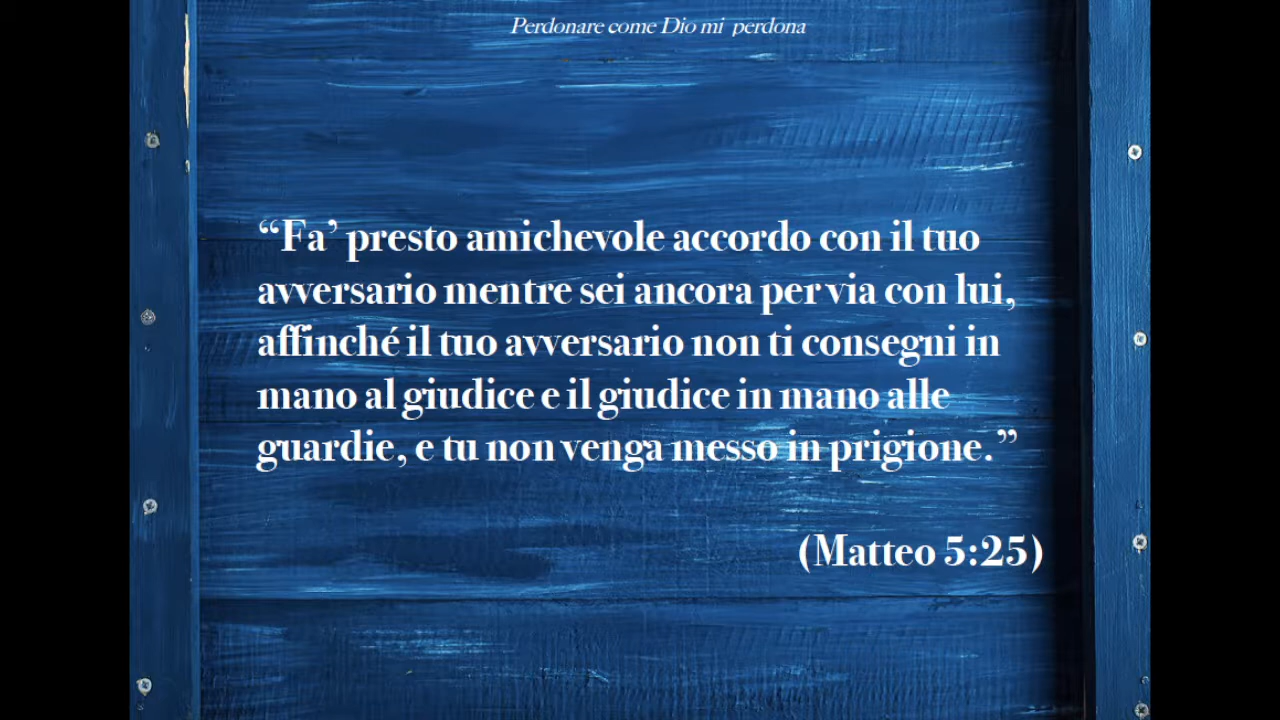 Perdonare come Dio mi perdona
“Fa’ presto amichevole accordo con il tuo
avversario mentre sei ancora per via con lui,
affinché il tuo avversario non ti consegni in
mano al giudice e il giudice in mano alle
guardie, e tu non venga messo in prigione.”
(Matteo 5:25)